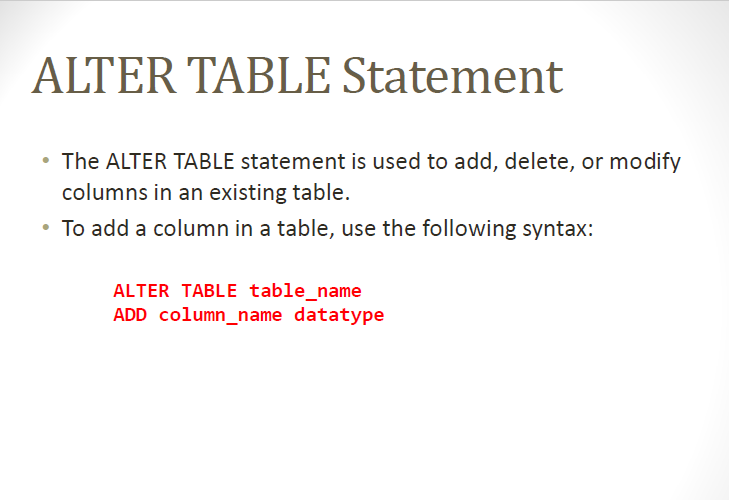 ALTER TABLE Statement
• The ALTER TABLE statement is used to add, delete, or modify
columns in an existing table.
• To add a column in a table, use the following syntax:
ALTER TABLE table_name
ADD column_name datatype